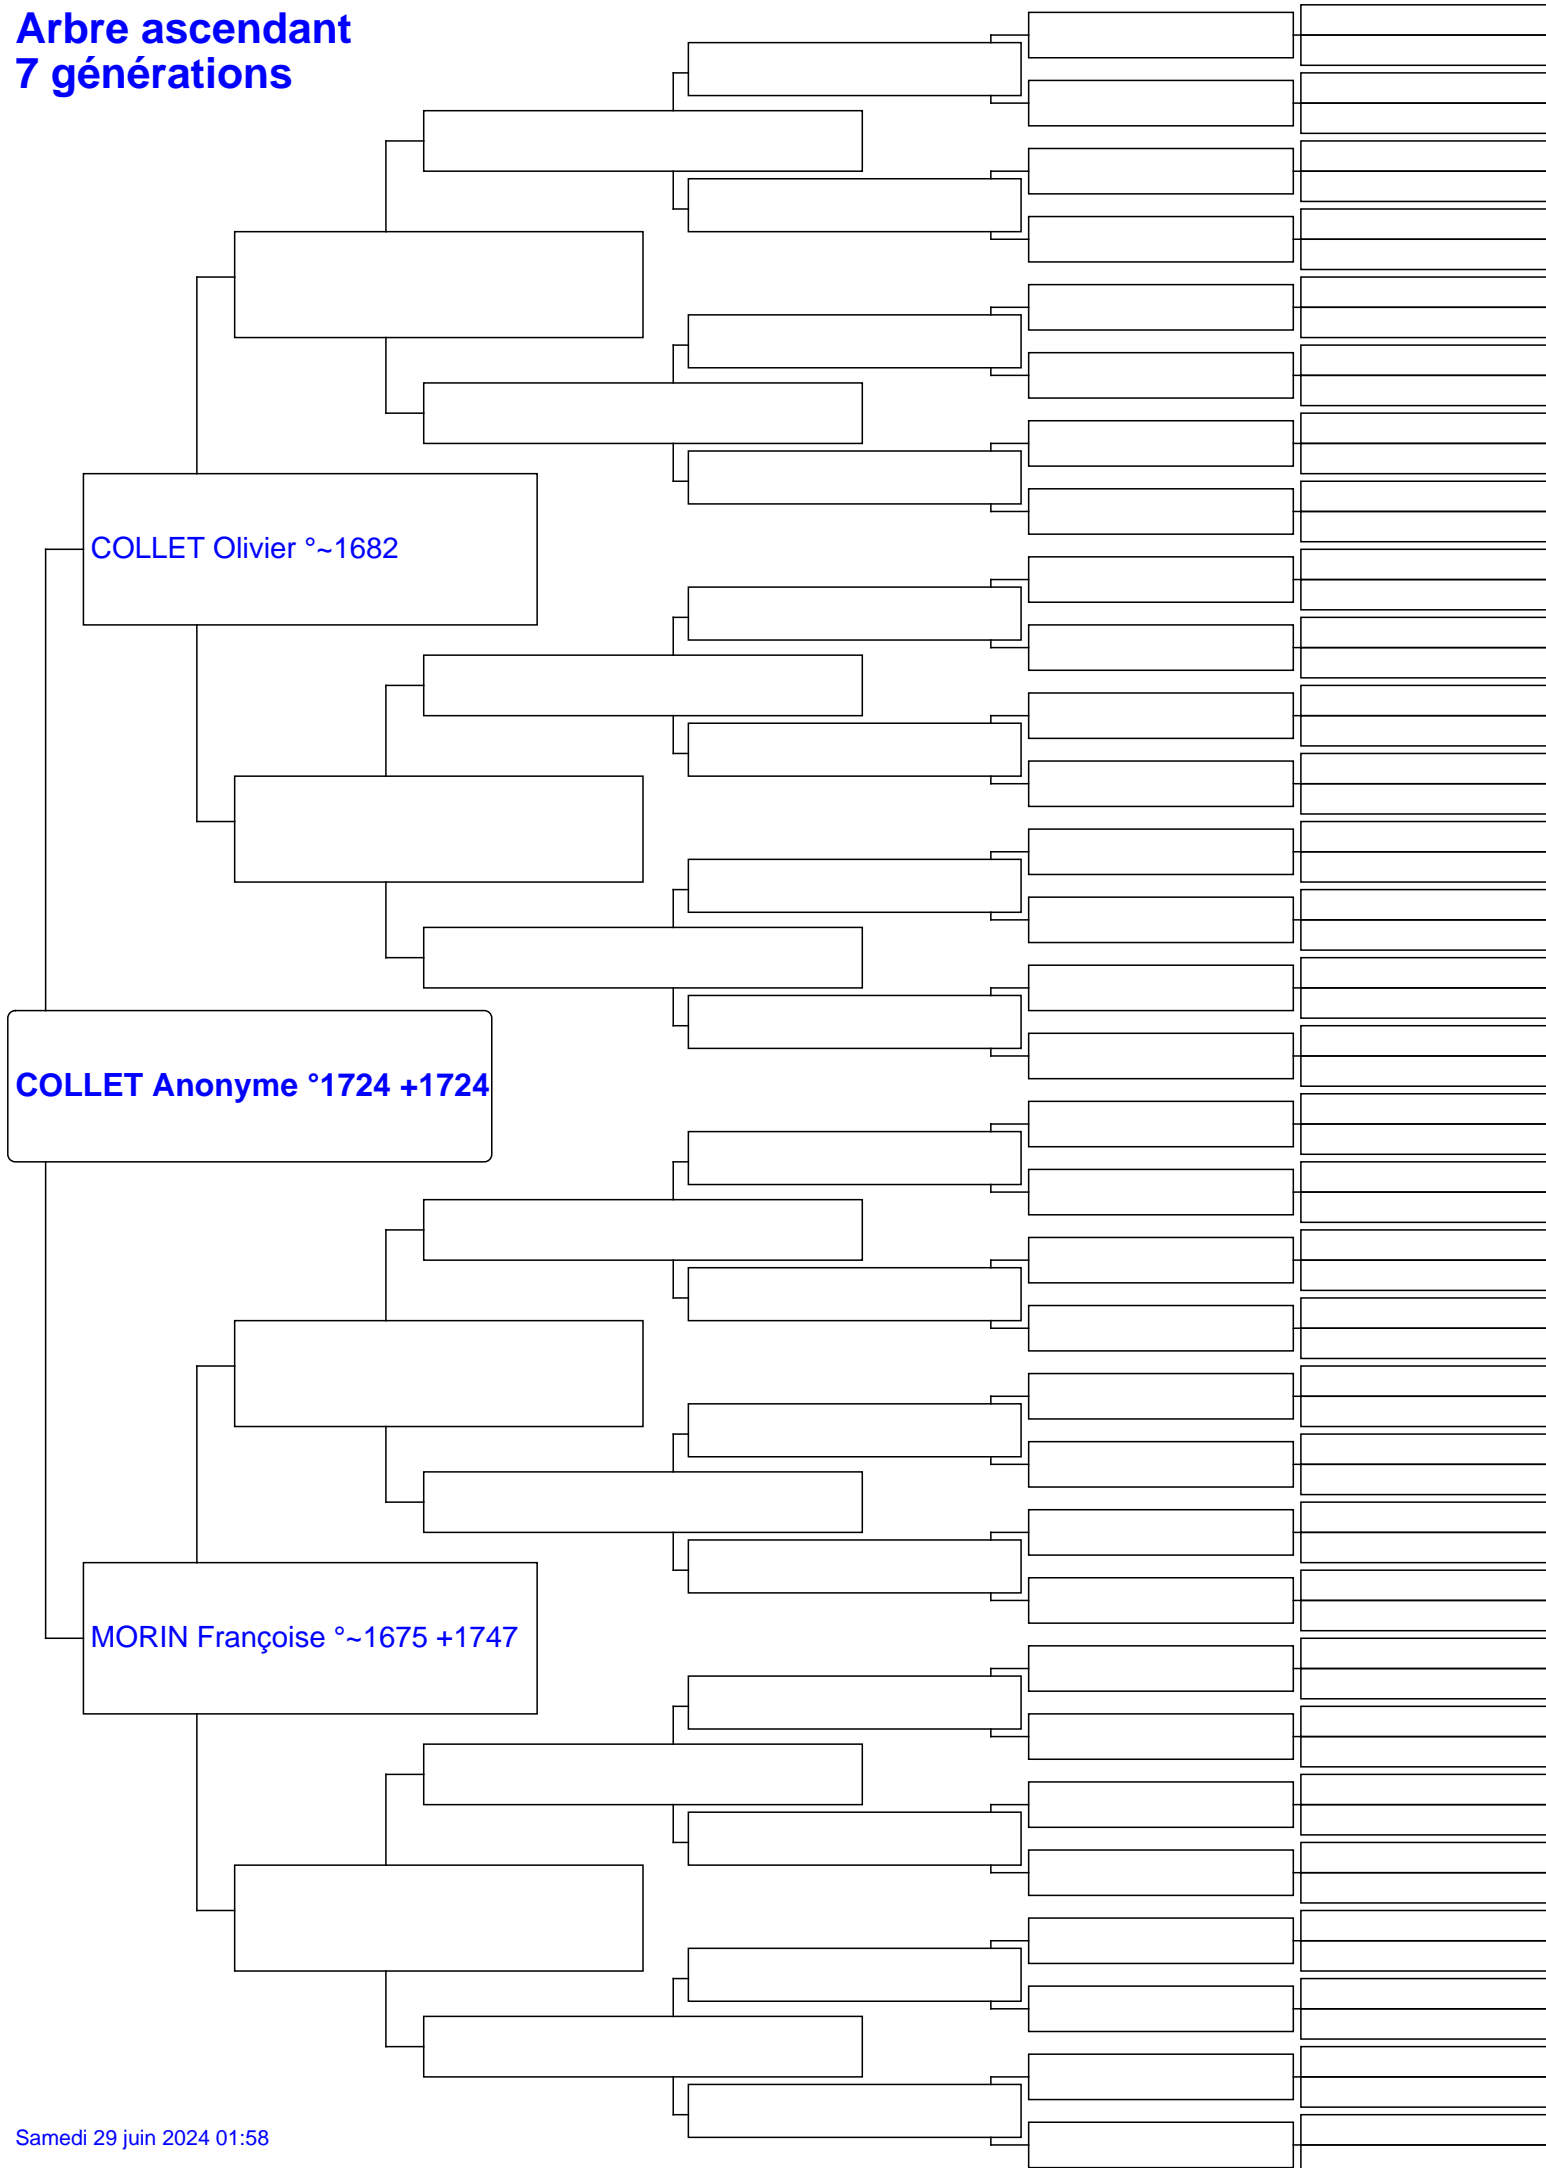 Arbre ascendant
7 générations
COLLET Olivier °~1682
COLLET Anonyme °1724 +1724
MORIN Françoise °~1675 +1747
Samedi 29 juin 2024 01:58